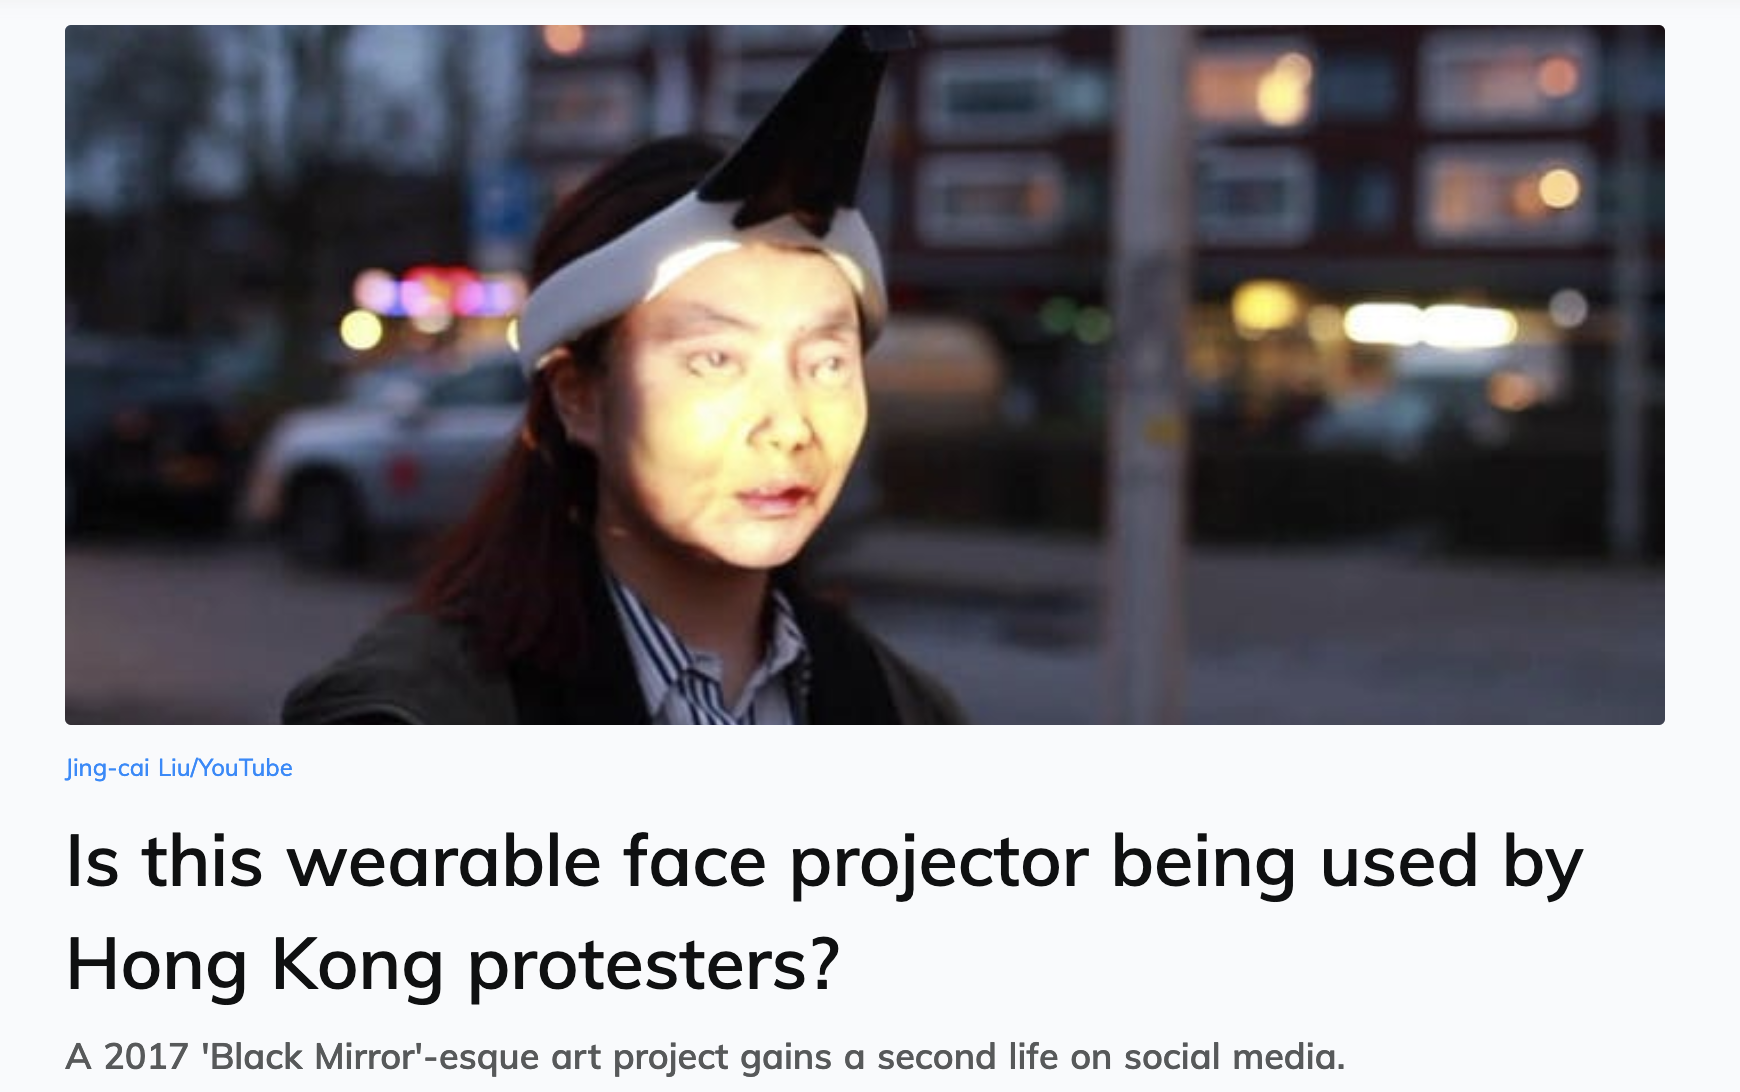 Jing-cai Liu/YouTube
Is this wearable face projector being used by
Hong Kong protesters?
A 2017 'Black Mirror'-esque art project gains a second life on social media.